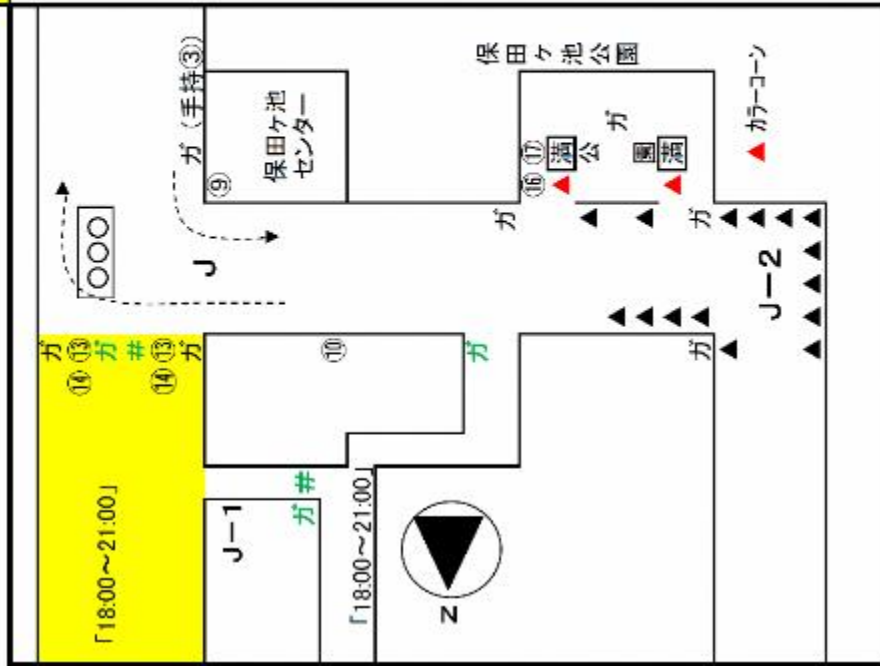 ガ（手持③）
⑨
保田ヶ池
センター
保田ヶ池公園
カラーコーン
ガ
⑰ 満 公 園 満
⑯
J
ガ
ガ
J－2
ガ ⑬ ガ # ⑬ ガ
⑭ ⑭
⑩
ガ
ガ
「18:00～21:00」
J－1
ガ #
「18:00～21:00」
N